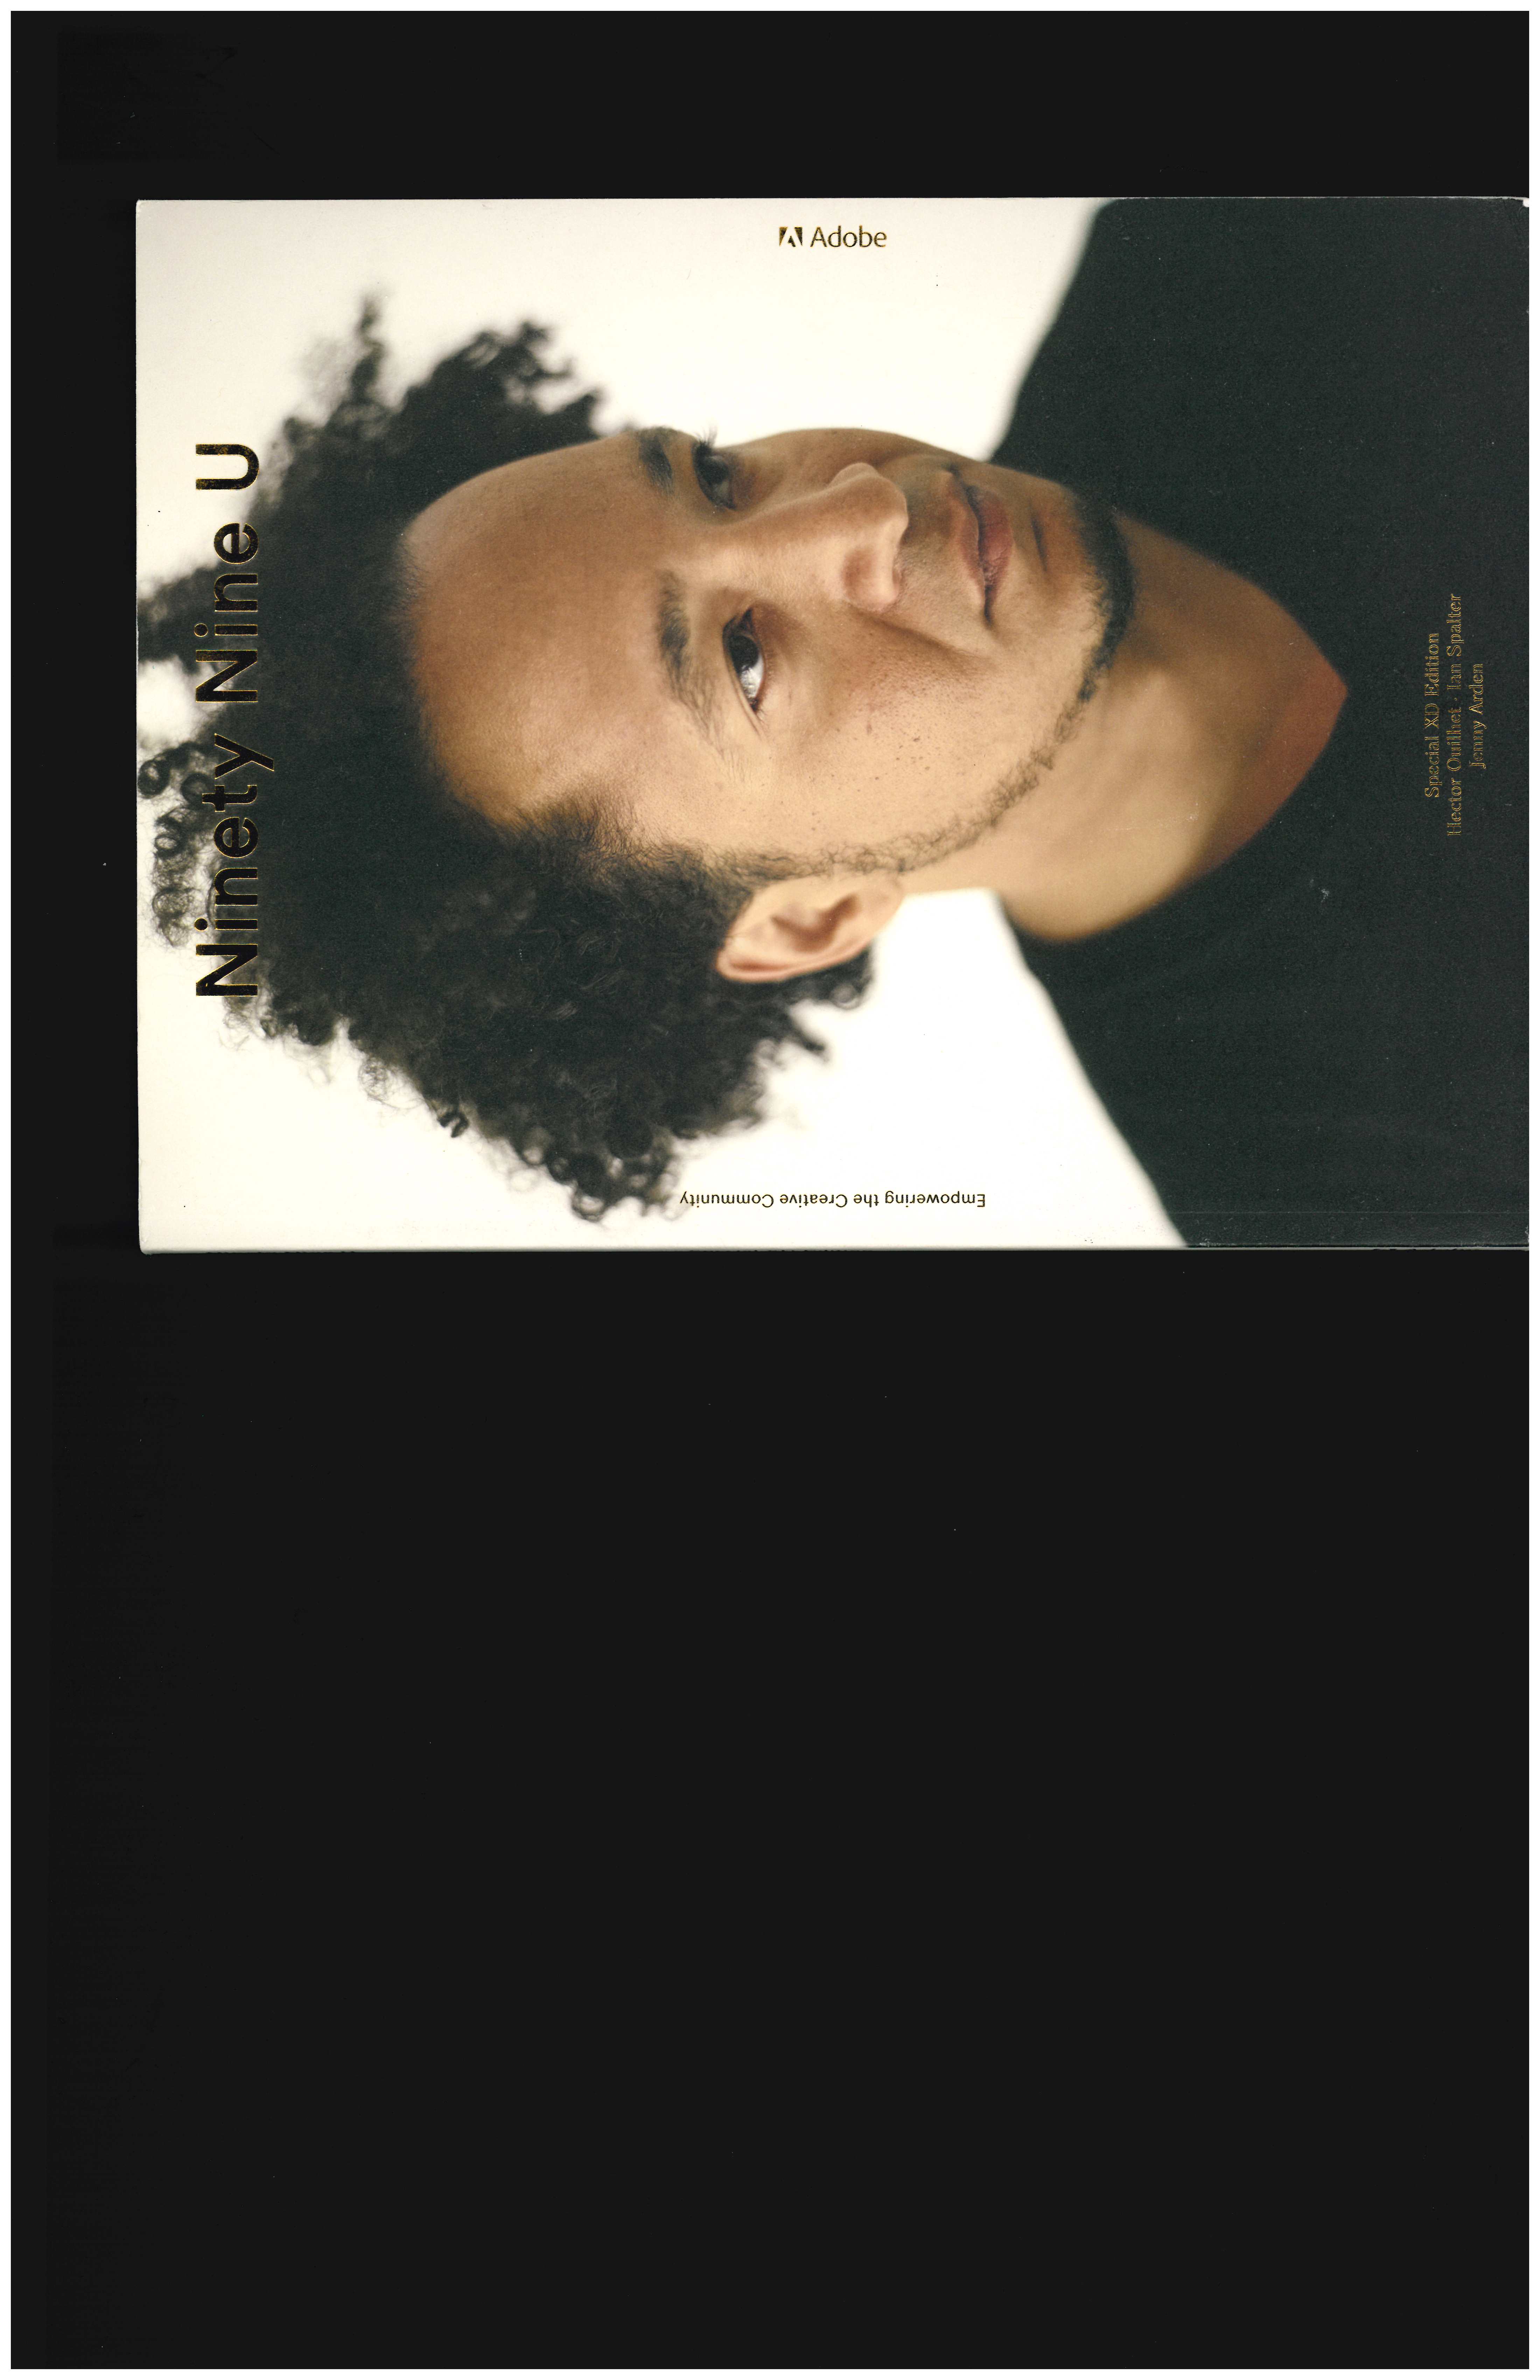 Ninety Nine U
Adobe
Empowering the Creative Community
Special XD Edition
Hector Ouilhet · Ian Spalter
Jenny Arden